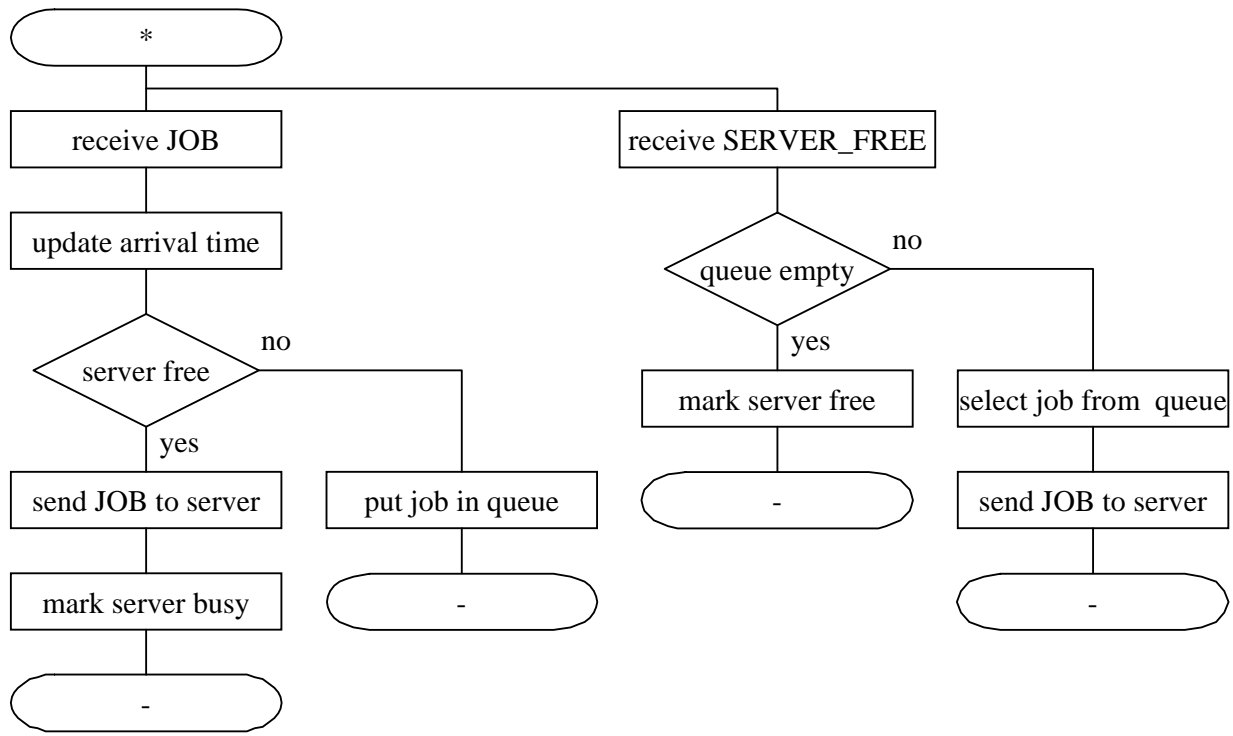 *
receive JOB
receive SERVER_FREE
update arrival time
queue empty
no
yes
server free
no
yes
mark server free
select job from queue
send JOB to server
put job in queue
-
send JOB to server
mark server busy
-
-
-